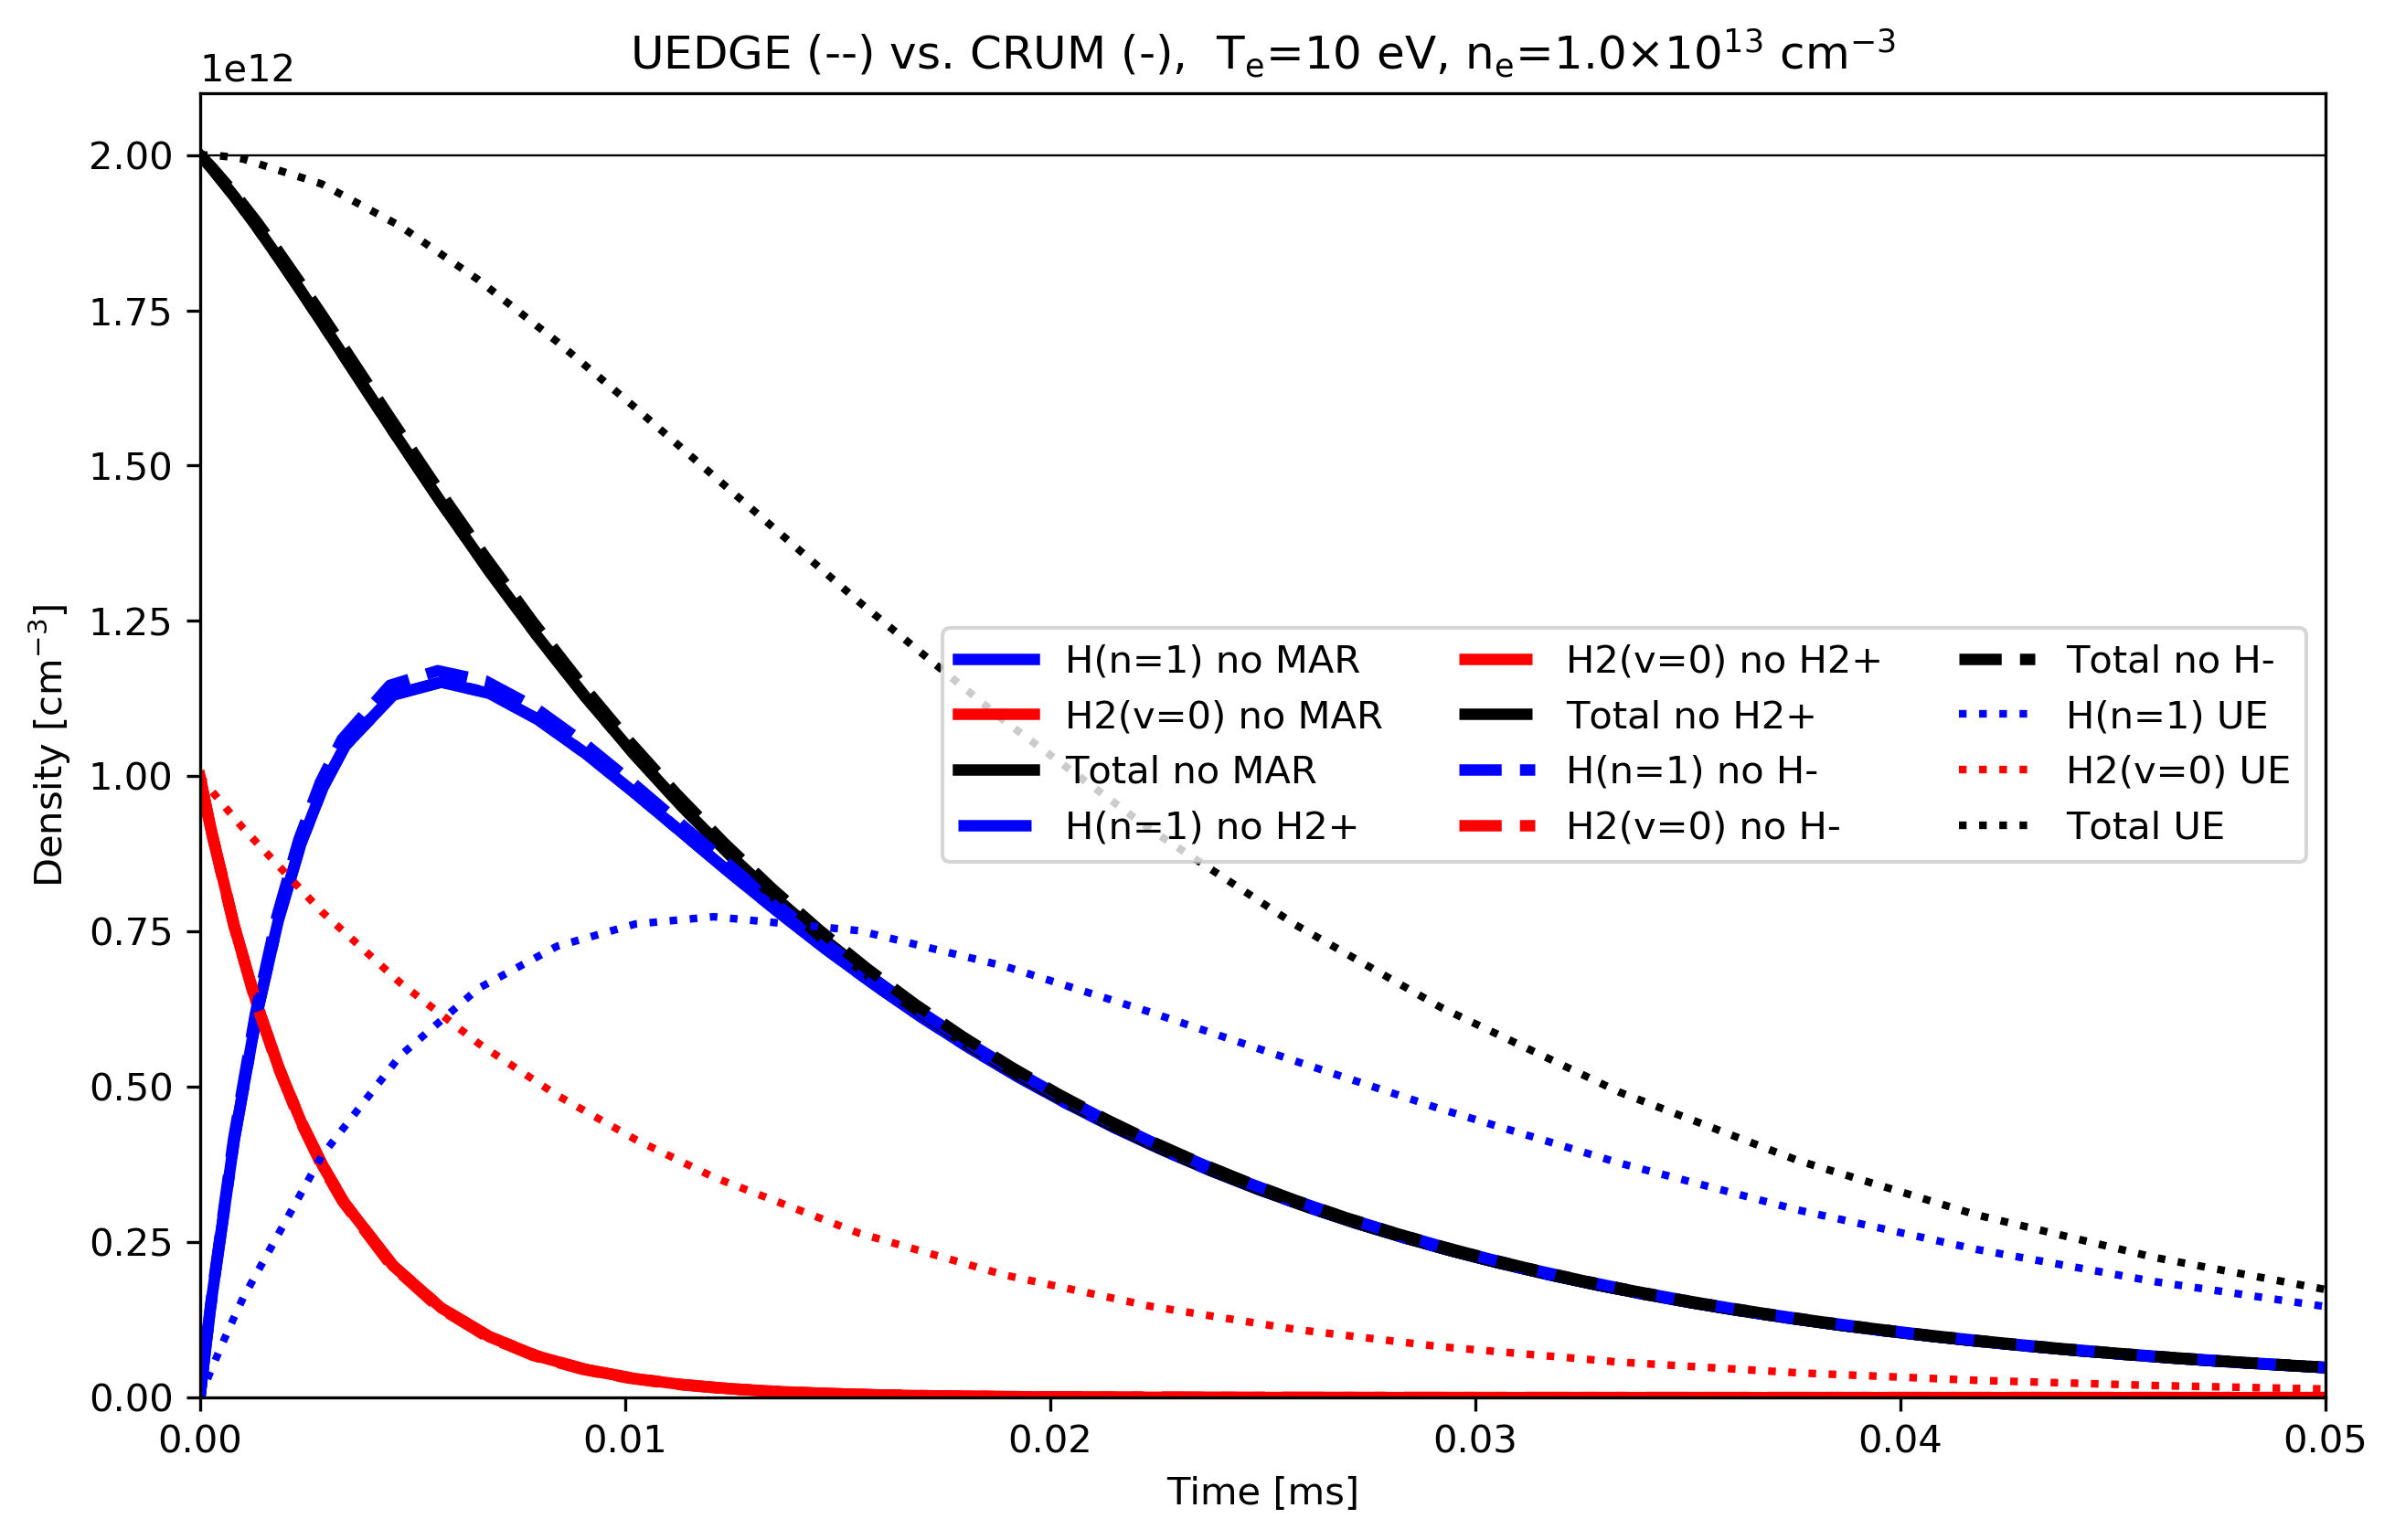 UEDGE (--) vs. CRUM (-),  Tₑ=10 eV, nₑ=1.0×10¹³ cm⁻³
1e12
2.00
1.75
1.50
1.25
1.00
0.75
0.50
0.25
0.00
Density [cm⁻³]
H(n=1) no MAR
H2(v=0) no MAR
Total no MAR
H(n=1) no H2+
H2(v=0) no H2+
Total no H2+
H(n=1) no H-
H2(v=0) no H-
Total no H-
H(n=1) UE
H2(v=0) UE
Total UE
0.00 0.01 0.02 0.03 0.04 0.05
Time [ms]